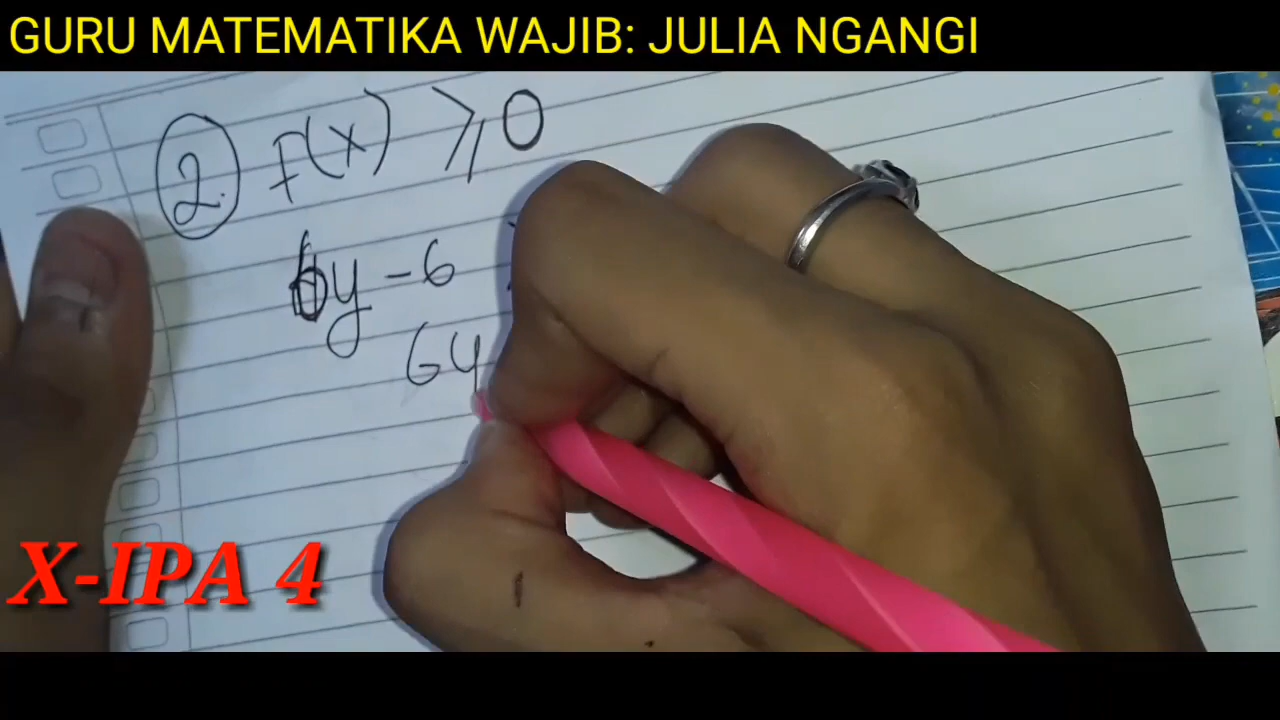 GURU MATEMATIKA WAJIB: JULIA NGANGI
2. f(x) ≥ 0
6y - 6
6y
X-IPA 4